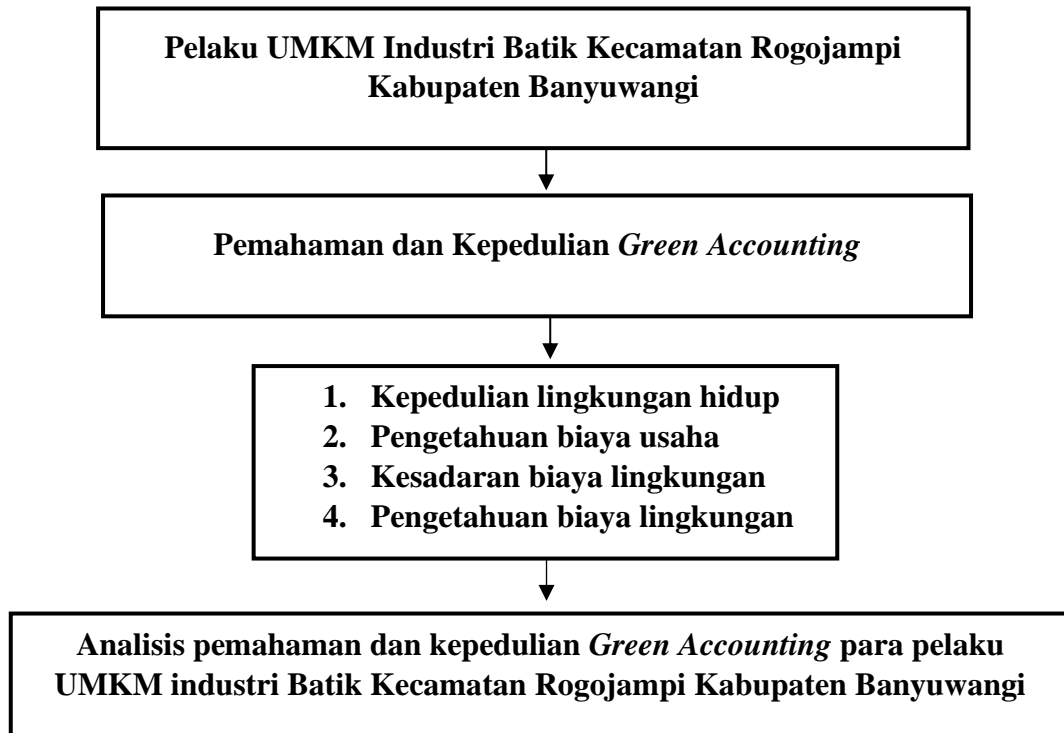 Pelaku UMKM Industri Batik Kecamatan Rogojampi
Kabupaten Banyuwangi
Pemahaman dan Kepedulian Green Accounting
1. Kepedulian lingkungan hidup
2. Pengetahuan biaya usaha
3. Kesadaran biaya lingkungan
4. Pengetahuan biaya lingkungan
Analisis pemahaman dan kepedulian Green Accounting para pelaku
UMKM industri Batik Kecamatan Rogojampi Kabupaten Banyuwangi